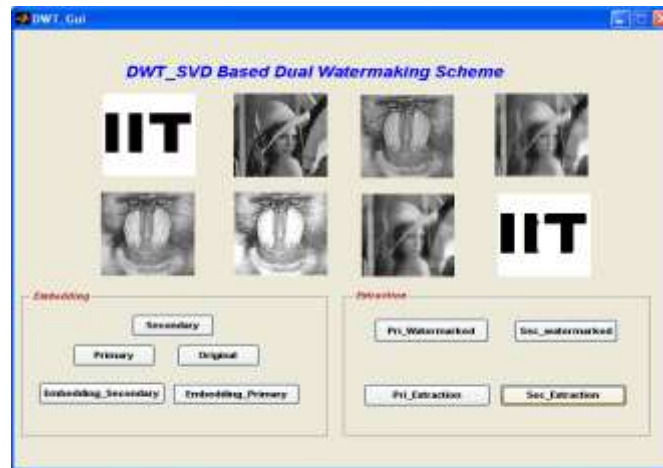 DWT_Gui
DWT_SVD Based Dual Watermaking Scheme
IIT
IIT
Embedding
Secondary
Primary
Original
Embedding_Secondary
Embedding_Primary
Extraction
Pri_Watermarked
Sec_watermarked
Pri_Extraction
Sec_Extraction